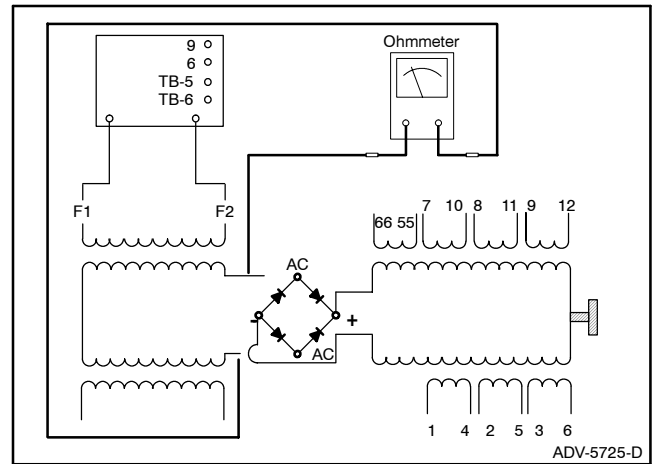 9
6
TB-5
TB-6
Ohmmeter
F1 F2
66 55 7 10 8 11 9 12
AC
- +
AC
1 4 2 5 3 6
ADV-5725-D